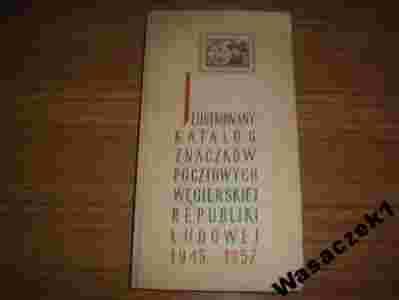 ILUSTROWANY
KATALOG
ZNACZKÓW
POCZTOWYCH
WĘGIERSKIEJ
REPUBLIKI
LUDOWEJ
1945-1957
Wasaczek1